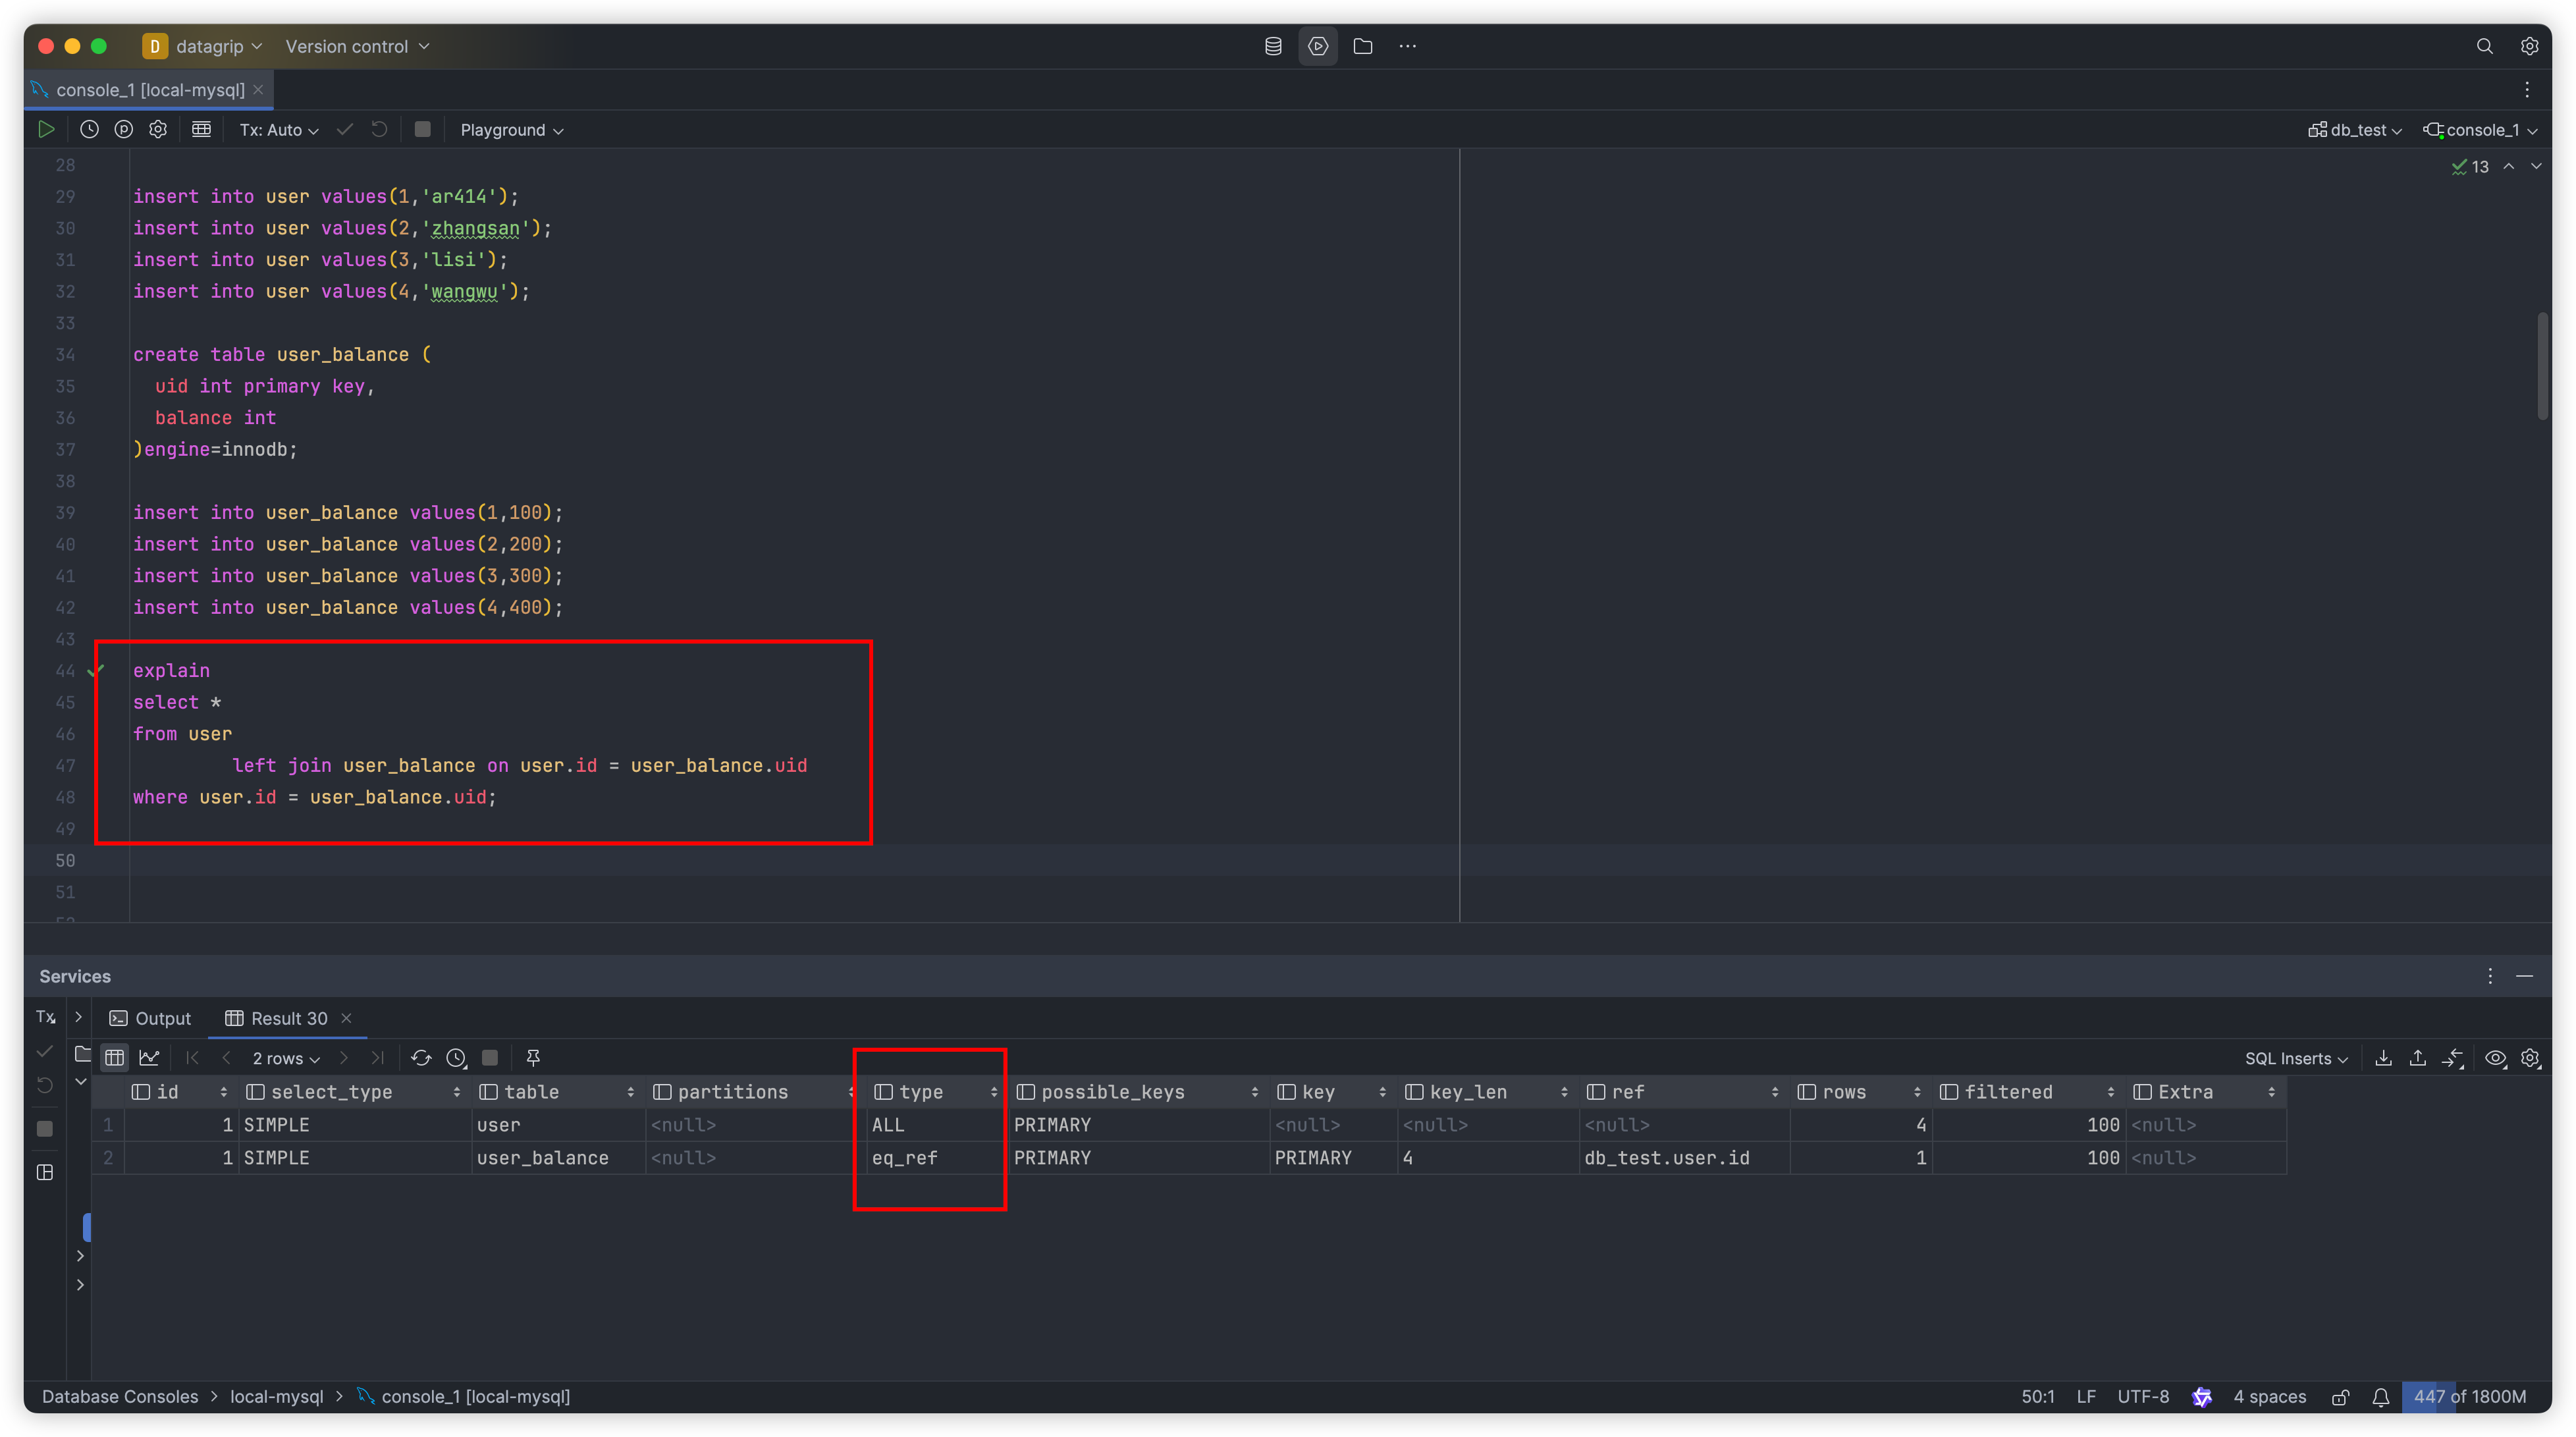 D datagrip Version control
console_1 [local-mysql]
Tx: Auto Playground db_test console_1
13
28
29 insert into user values(1,'ar414');
30 insert into user values(2,'zhangsan');
31 insert into user values(3,'lisi');
32 insert into user values(4,'wangwu');
33
34 create table user_balance (
35 uid int primary key,
36 balance int
37 )engine=innodb;
38
39 insert into user_balance values(1,100);
40 insert into user_balance values(2,200);
41 insert into user_balance values(3,300);
42 insert into user_balance values(4,400);
43
44 explain
45 select *
46 from user
47 left join user_balance on user.id = user_balance.uid
48 where user.id = user_balance.uid;
49
50
51
Services
Tx Output Result 30
2 rows SQL Inserts
id select_type table partitions type possible_keys key key_len ref rows filtered Extra
1 1 SIMPLE user <null> ALL PRIMARY <null> <null> <null> 4 100 <null>
2 1 SIMPLE user_balance <null> eq_ref PRIMARY PRIMARY 4 db_test.user.id 1 100 <null>
Database Consoles > local-mysql > console_1 [local-mysql] 50:1 LF UTF-8 4 spaces 447 of 1800M